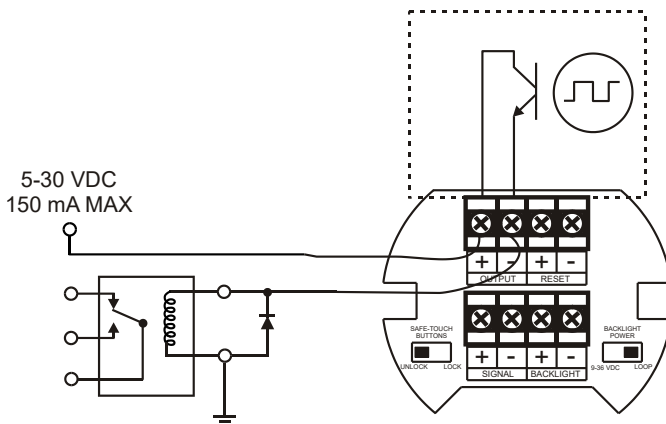 5-30 VDC
150 mA MAX
+ - + -
OUTPUT RESET
SAFE-TOUCH
BUTTONS
UNLOCK LOCK
+ - + -
SIGNAL BACKLIGHT
BACKLIGHT
POWER
9-36 VDC LOOP